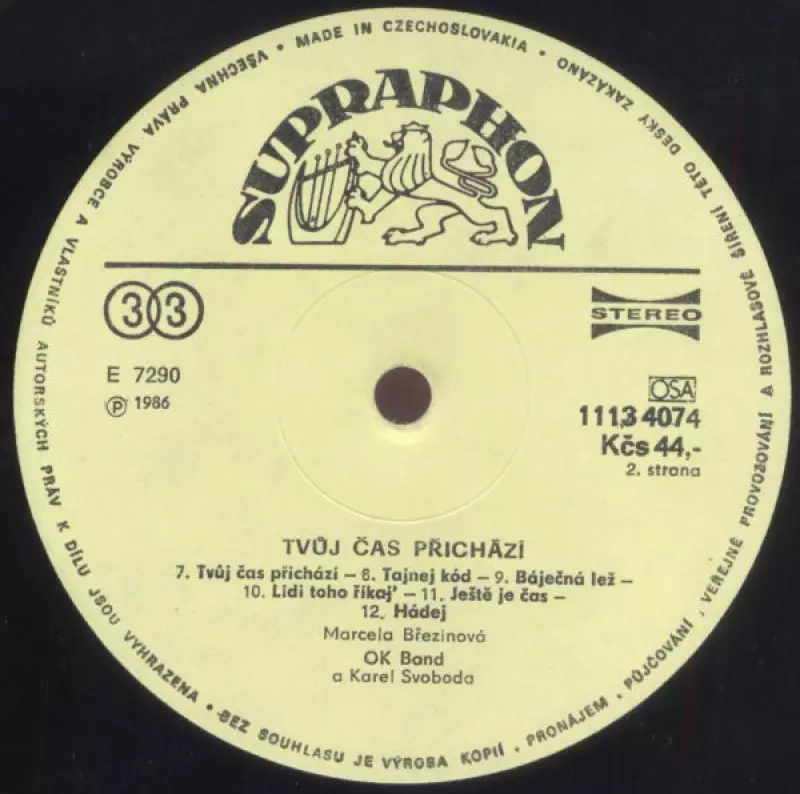 MADE IN CZECHOSLOVAKIA •
VŠECHNA PRÁVA VÝROBCE A VLASTNÍKŮ AUTORSKÝCH PRÁV K DÍLU JSOU VYHRAZENA • BEZ SOUHLASU JE VÝROBA KOPIÍ, PRONÁJEM, PŮJČOVÁNÍ, VEŘEJNÉ PROVOZOVÁNÍ A ROZHLASOVÉ ŠÍŘENÍ TÉTO DESKY ZAKÁZÁNO •
SUPRAPHON
33
STEREO
E 7290
Ⓟ 1986
OSA
1113 4074
Kčs 44,-
2. strana
TVŮJ ČAS PŘICHÁZÍ
7. Tvůj čas přichází – 8. Tajnej kód – 9. Báječná lež –
10. Lidi toho říkaj' – 11. Ještě je čas –
12. Hádej
Marcela Březinová
OK Band
a Karel Svoboda